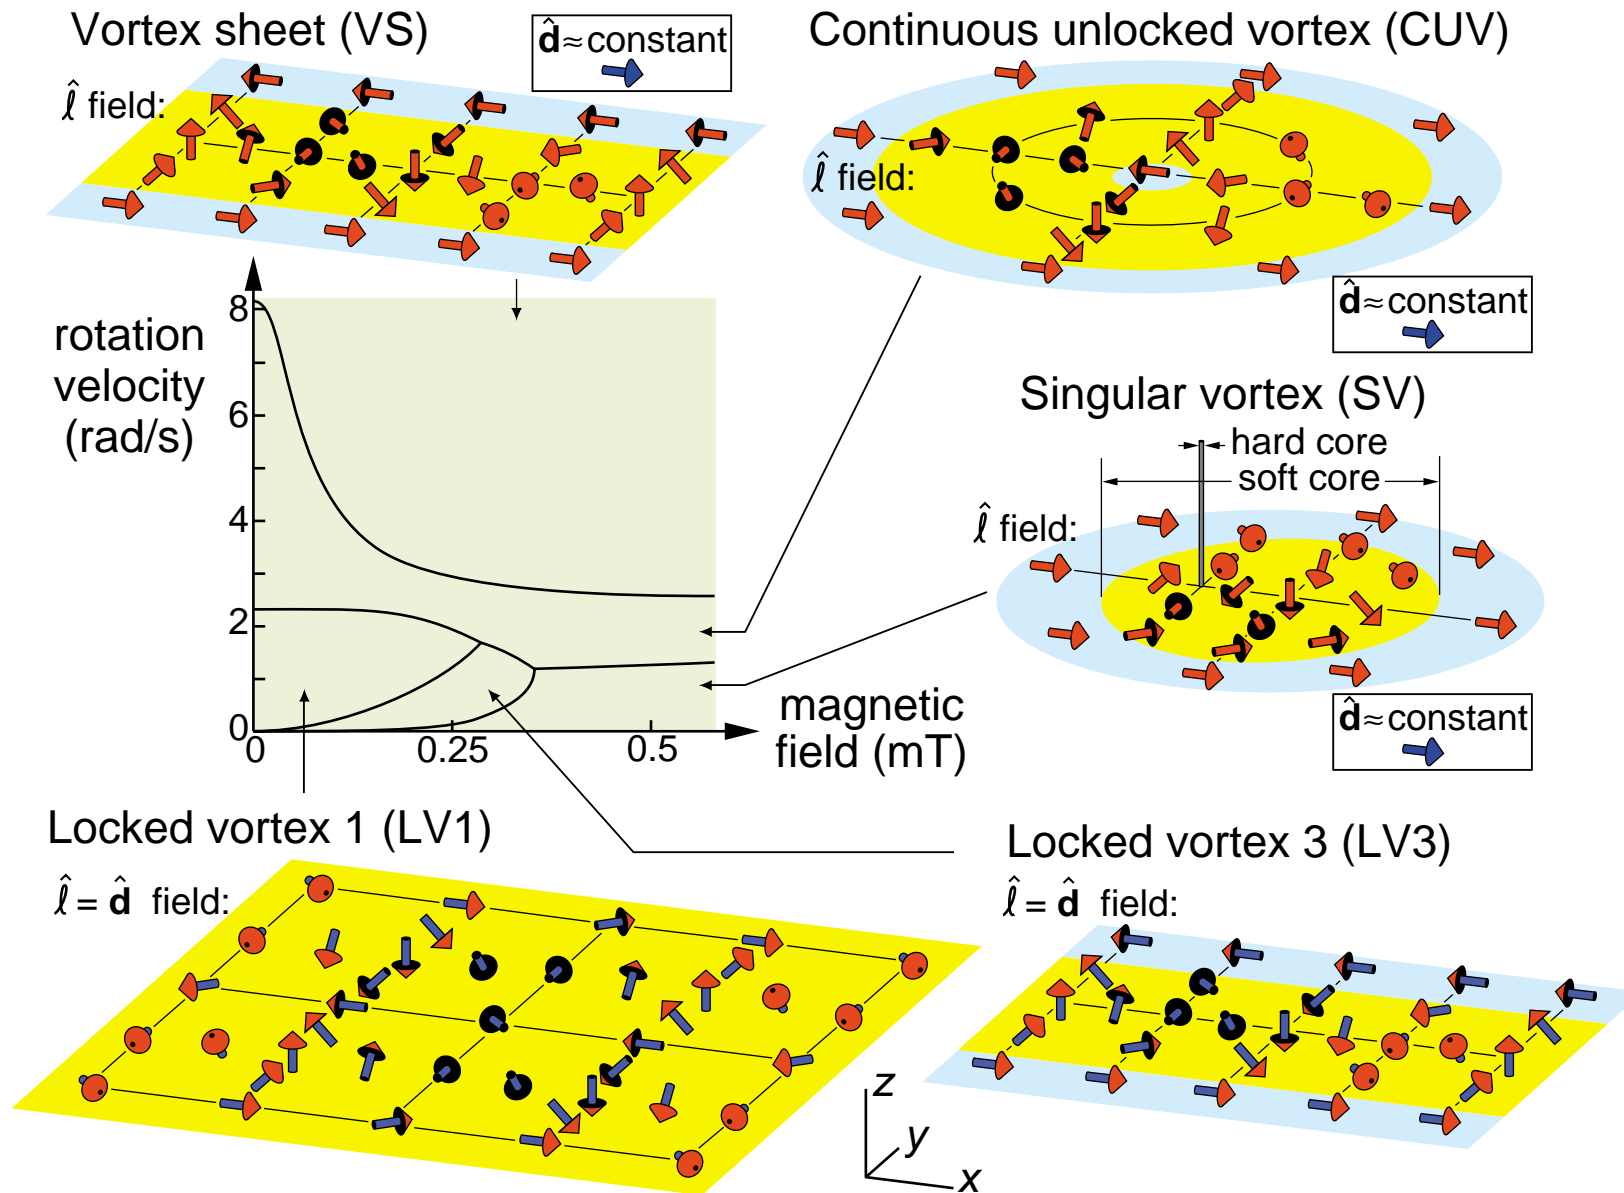 Vortex sheet (VS)
d̂≈constant
ℓ̂ field:
Continuous unlocked vortex (CUV)
ℓ̂ field:
d̂≈constant
rotation
velocity
(rad/s)
8
6
4
2
0
0
0.25
0.5
magnetic
field (mT)
Singular vortex (SV)
hard core
soft core
ℓ̂ field:
d̂≈constant
Locked vortex 1 (LV1)
ℓ̂ = d̂ field:
Locked vortex 3 (LV3)
ℓ̂ = d̂ field:
z
y
x